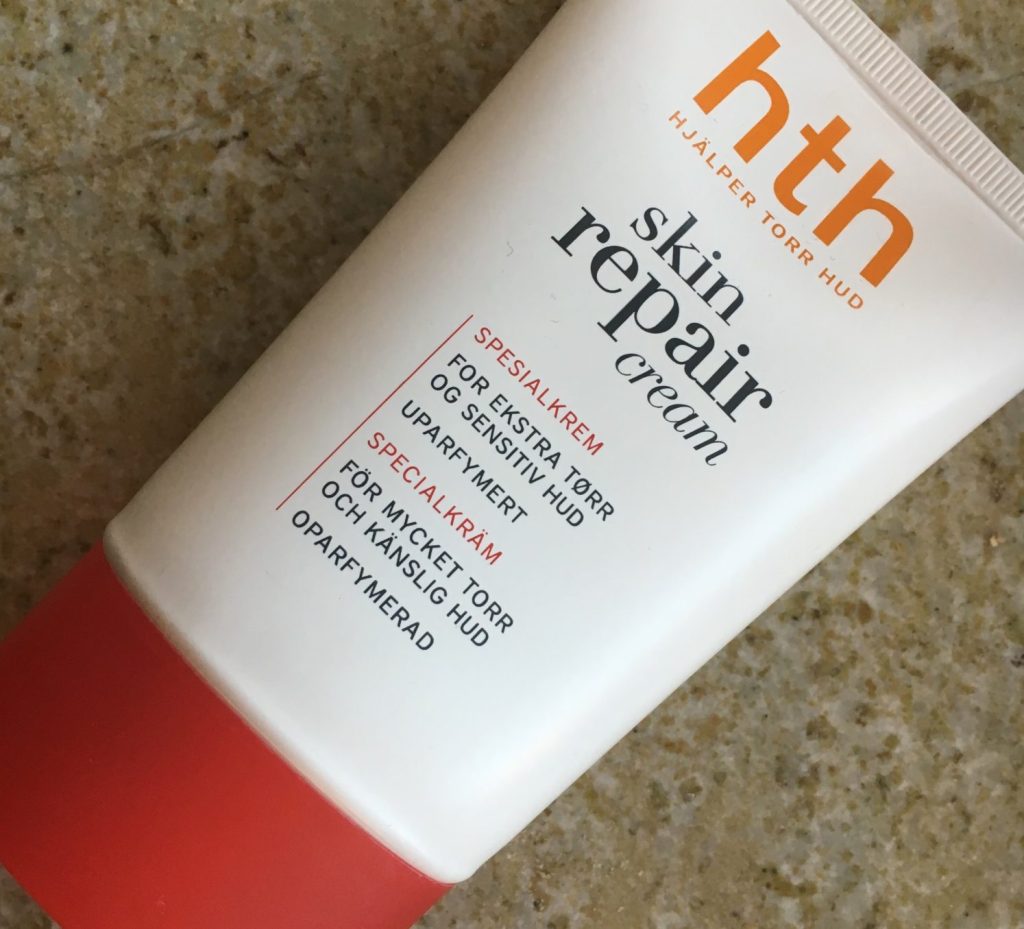 hth
HJÄLPER TORR HUD
skin
repair
cream
SPESIALKREM
FOR EKSTRA TØRR
OG SENSITIV HUD
UPARFYMERT
SPECIALKRÄM
FÖR MYCKET TORR
OCH KÄNSLIG HUD
OPARFYMERAD